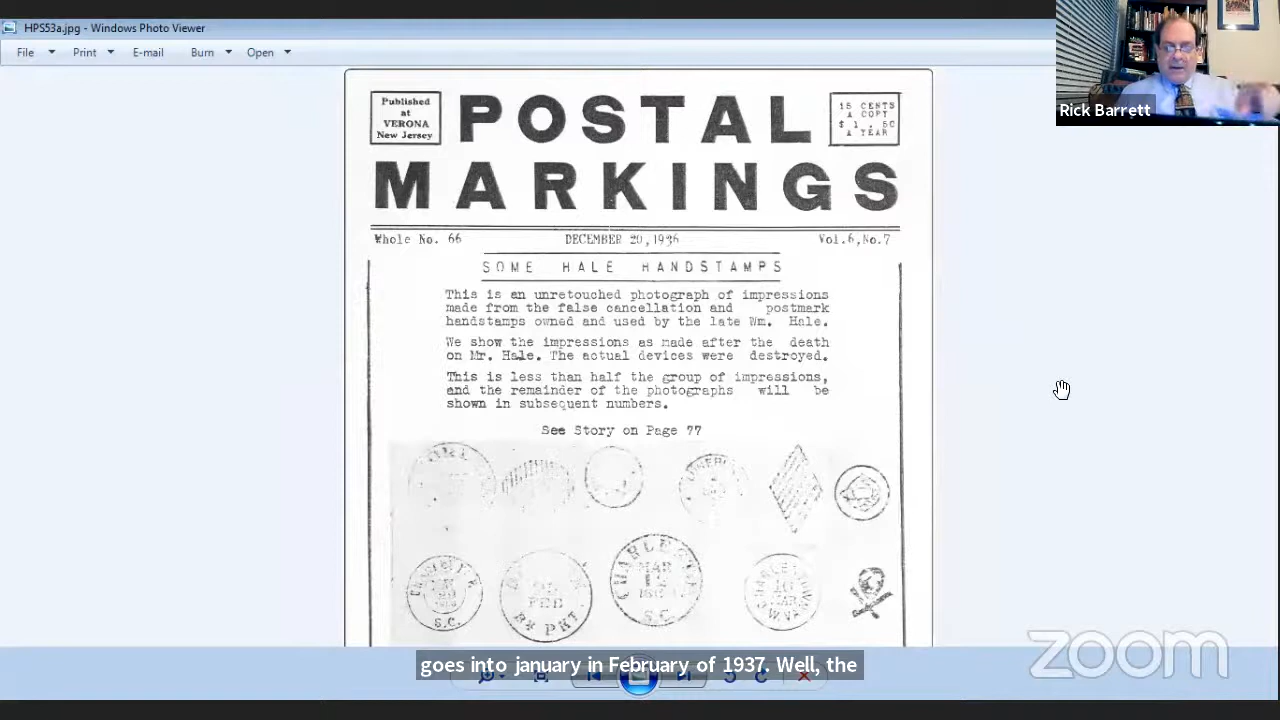 HPS53a.jpg - Windows Photo Viewer
File Print E-mail Burn Open
Rick Barrett
Published
at
VERONA
New Jersey
POSTAL
15 CENTS
A COPY
$1.50
A YEAR
MARKINGS
Whole No. 66 DECEMBER 20,1936 Vol.6,No.7
SOME HALE HANDSTAMPS
This is an unretouched photograph of impressions
made from the false cancellation and postmark
handstamps owned and used by the late Wm. Hale.
We show the impressions as made after the death
on Mr. Hale. The actual devices were destroyed.
This is less than half the group of impressions,
and the remainder of the photographs will be
shown in subsequent numbers.
See Story on Page 77
MAR
S.C.
S.C.
zoom
goes into january in February of 1937. Well, the